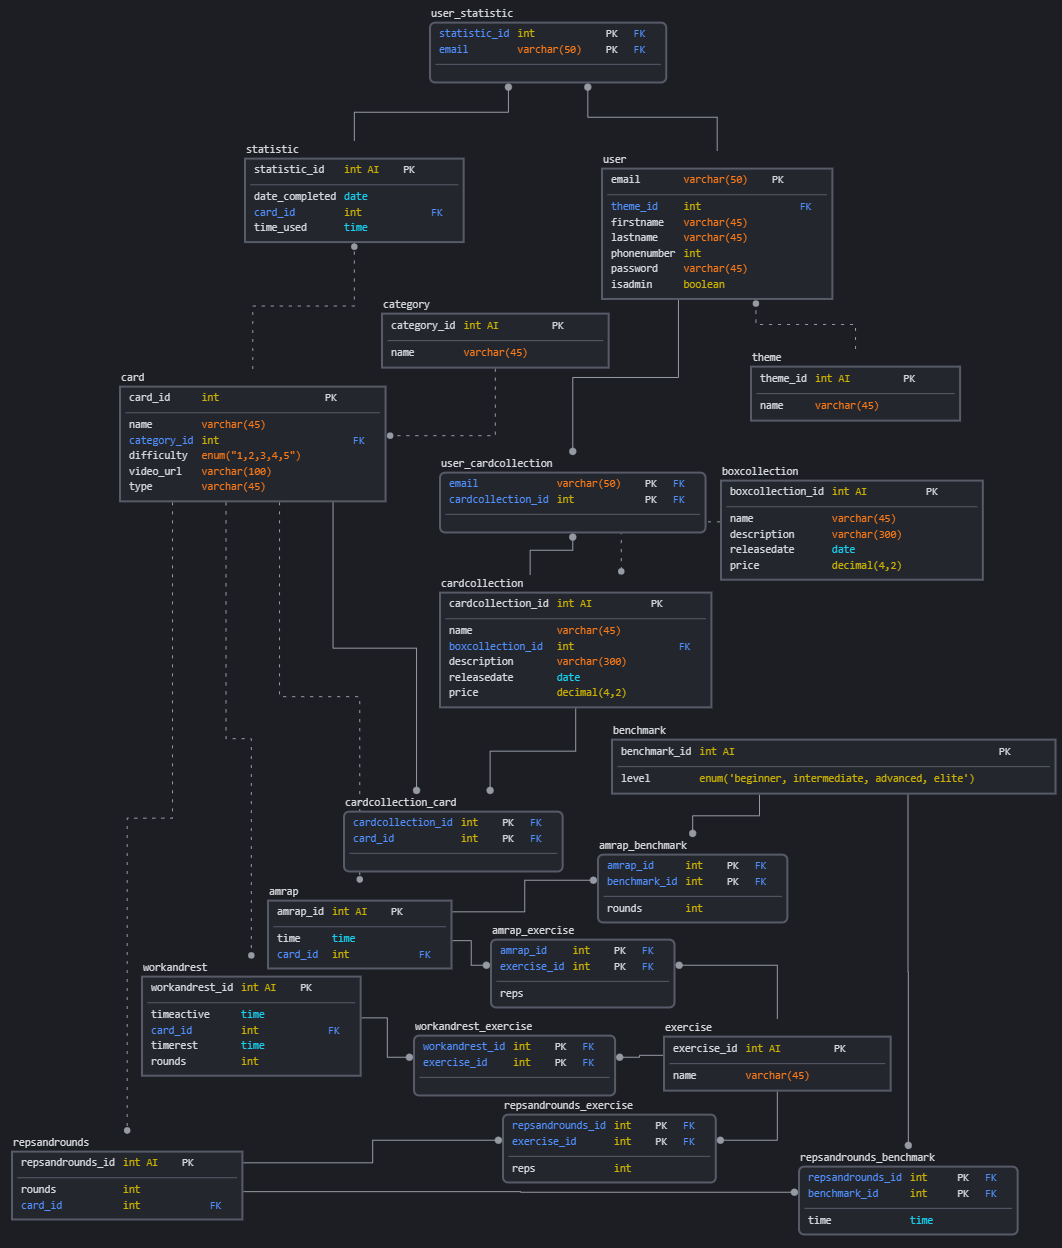 user_statistic
statistic_id int PK FK
email varchar(50) PK FK
statistic
statistic_id int AI PK
date_completed date
card_id int FK
time_used time
user
email varchar(50) PK
theme_id int FK
firstname varchar(45)
lastname varchar(45)
phonenumber int
password varchar(45)
isadmin boolean
category
category_id int AI PK
name varchar(45)
theme
theme_id int AI PK
name varchar(45)
card
card_id int PK
name varchar(45)
category_id int FK
difficulty enum("1,2,3,4,5")
video_url varchar(100)
type varchar(45)
user_cardcollection
email varchar(50) PK FK
cardcollection_id int PK FK
boxcollection
boxcollection_id int AI PK
name varchar(45)
description varchar(300)
releasedate date
price decimal(4,2)
cardcollection
cardcollection_id int AI PK
name varchar(45)
boxcollection_id int FK
description varchar(300)
releasedate date
price decimal(4,2)
benchmark
benchmark_id int AI PK
level enum('beginner, intermediate, advanced, elite')
cardcollection_card
cardcollection_id int PK FK
card_id int PK FK
amrap_benchmark
amrap_id int PK FK
benchmark_id int PK FK
rounds int
amrap
amrap_id int AI PK
time time
card_id int FK
amrap_exercise
amrap_id int PK FK
exercise_id int PK FK
reps
workandrest
workandrest_id int AI PK
timeactive time
card_id int FK
timerest time
rounds int
workandrest_exercise
workandrest_id int PK FK
exercise_id int PK FK
exercise
exercise_id int AI PK
name varchar(45)
repsandrounds_exercise
repsandrounds_id int PK FK
exercise_id int PK FK
reps int
repsandrounds
repsandrounds_id int AI PK
rounds int
card_id int FK
repsandrounds_benchmark
repsandrounds_id int PK FK
benchmark_id int PK FK
time time